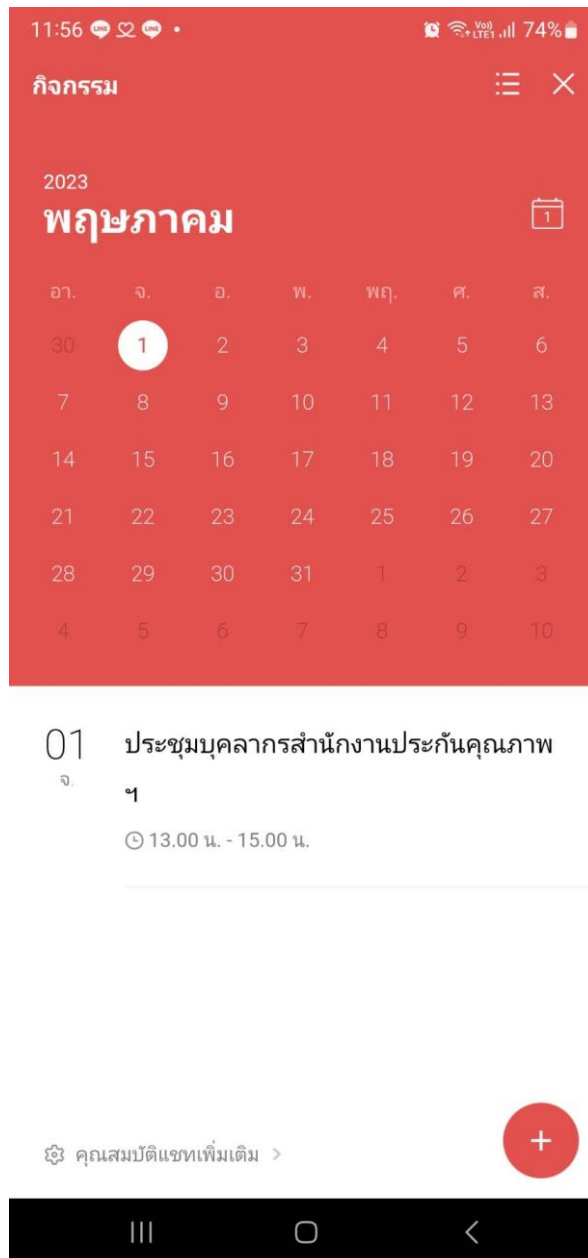 11:56 LINE LINE Vo)) LTE1 74%
กิจกรรม
2023
พฤษภาคม
1
อา. จ. อ. พ. พฤ. ศ. ส.
30 1 2 3 4 5 6
7 8 9 10 11 12 13
14 15 16 17 18 19 20
21 22 23 24 25 26 27
28 29 30 31 1 2 3
4 5 6 7 8 9 10
01 ประชุมบุคลากรสำนักงานประกันคุณภาพ
จ. ฯ
13.00 น. - 15.00 น.
คุณสมบัติแชทเพิ่มเติม >